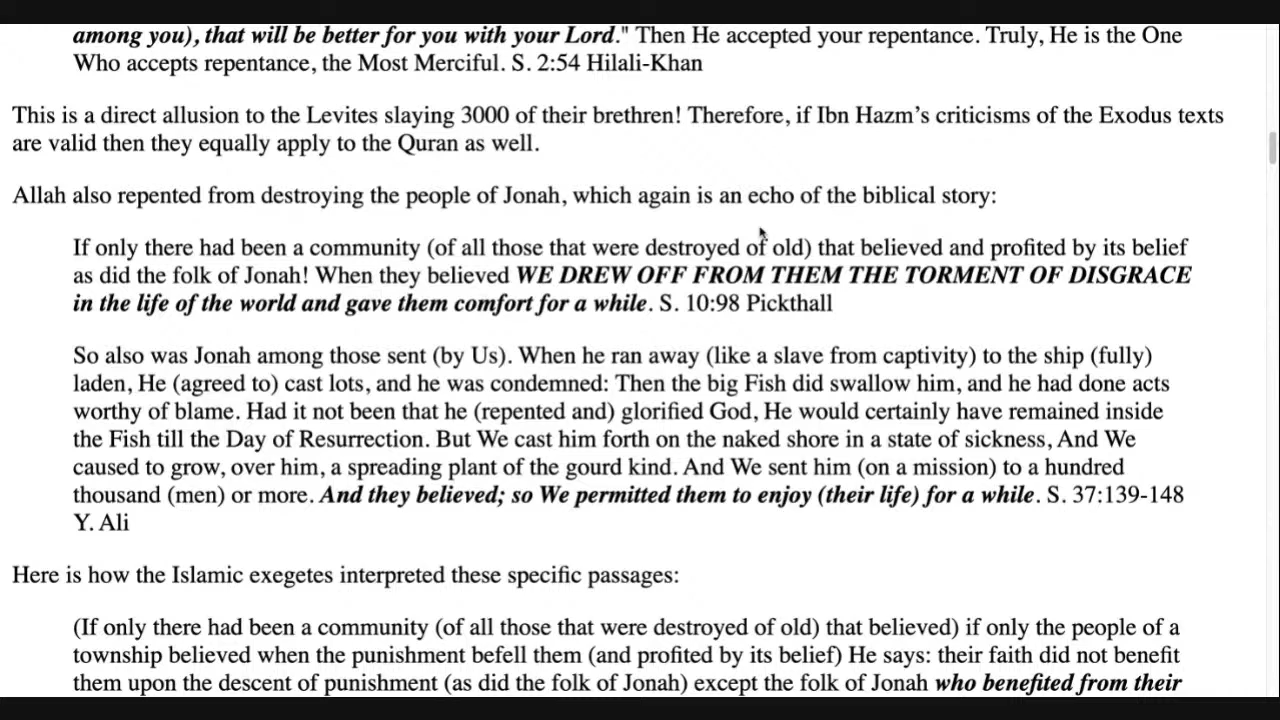 among you), that will be better for you with your Lord." Then He accepted your repentance. Truly, He is the One
Who accepts repentance, the Most Merciful. S. 2:54 Hilali-Khan
This is a direct allusion to the Levites slaying 3000 of their brethren! Therefore, if Ibn Hazm’s criticisms of the Exodus texts
are valid then they equally apply to the Quran as well.
Allah also repented from destroying the people of Jonah, which again is an echo of the biblical story:
If only there had been a community (of all those that were destroyed of old) that believed and profited by its belief
as did the folk of Jonah! When they believed WE DREW OFF FROM THEM THE TORMENT OF DISGRACE
in the life of the world and gave them comfort for a while. S. 10:98 Pickthall
So also was Jonah among those sent (by Us). When he ran away (like a slave from captivity) to the ship (fully)
laden, He (agreed to) cast lots, and he was condemned: Then the big Fish did swallow him, and he had done acts
worthy of blame. Had it not been that he (repented and) glorified God, He would certainly have remained inside
the Fish till the Day of Resurrection. But We cast him forth on the naked shore in a state of sickness, And We
caused to grow, over him, a spreading plant of the gourd kind. And We sent him (on a mission) to a hundred
thousand (men) or more. And they believed; so We permitted them to enjoy (their life) for a while. S. 37:139-148
Y. Ali
Here is how the Islamic exegetes interpreted these specific passages:
(If only there had been a community (of all those that were destroyed of old) that believed) if only the people of a
township believed when the punishment befell them (and profited by its belief) He says: their faith did not benefit
them upon the descent of punishment (as did the folk of Jonah) except the folk of Jonah who benefited from their